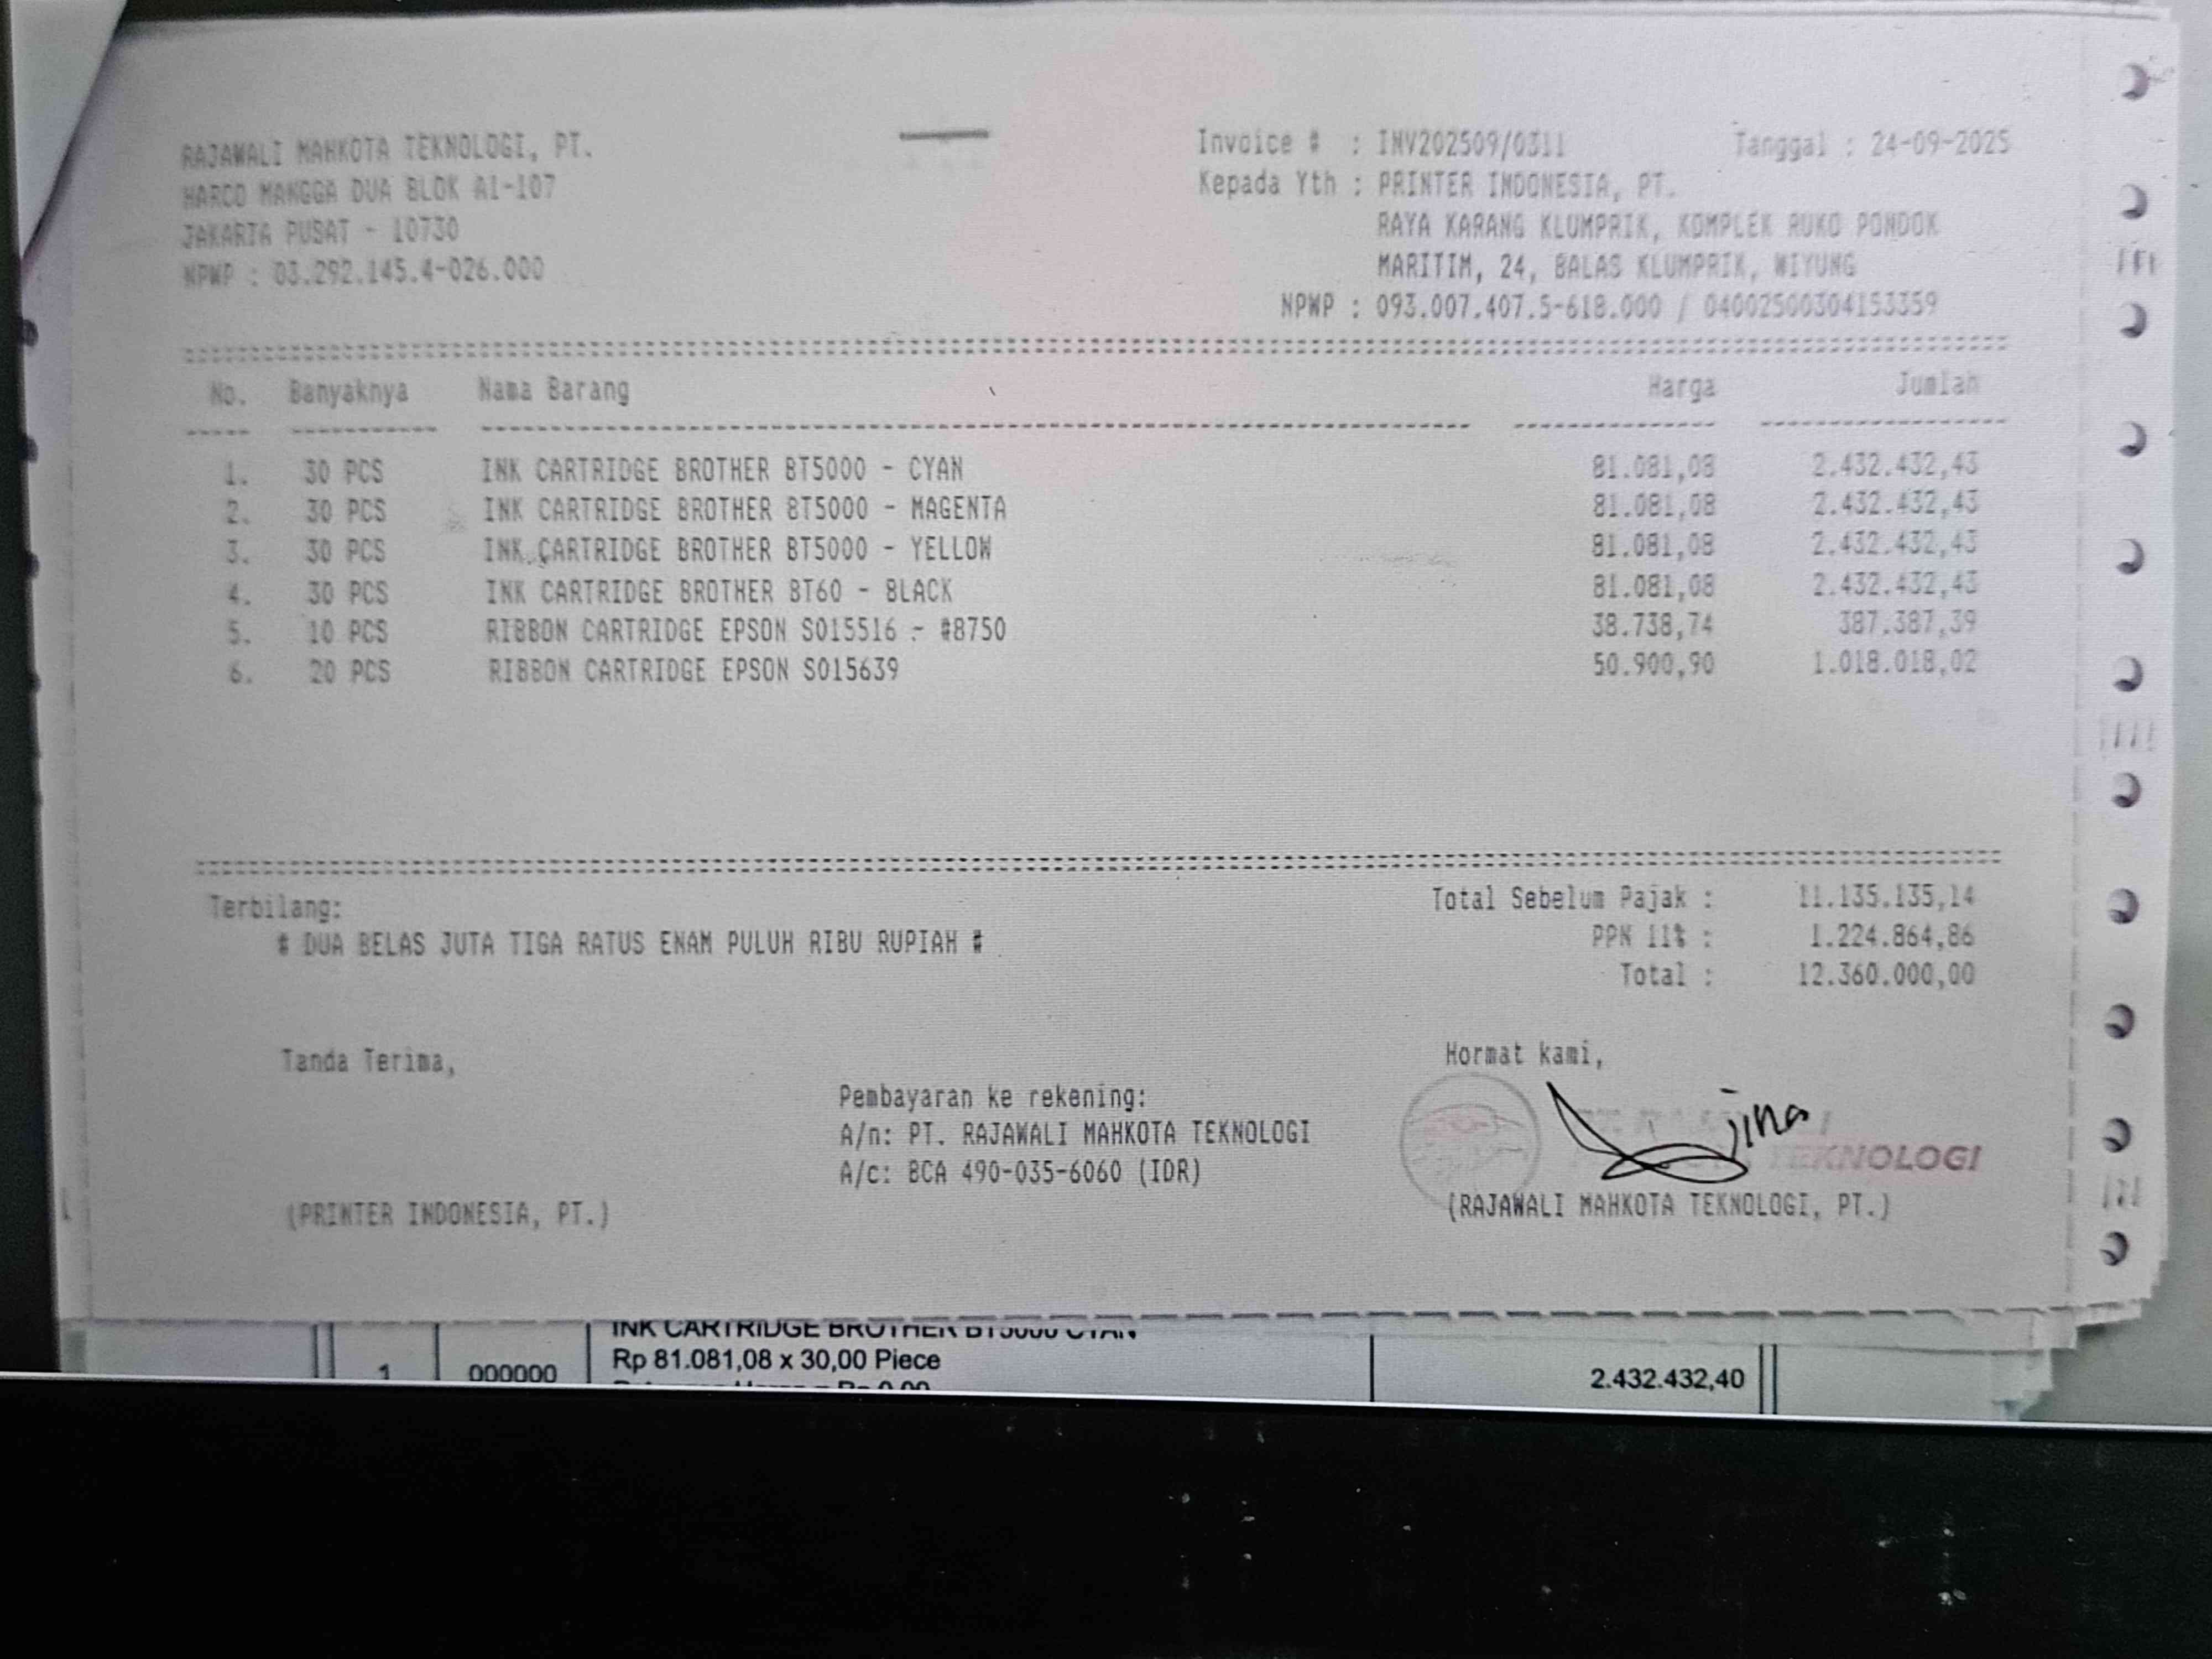 RAJAWALI MAHKOTA TEKNOLOGI, PT.
HARCO MANGGA DUA BLOK AI-107
JAKARTA PUSAT - 10730
NPWP : 03.292.145.4-026.000
Invoice # : INV202509/0311 Tanggal : 24-09-2025
Kepada Yth : PRINTER INDONESIA, PT.
RAYA KARANG KLUMPRIK, KOMPLEK RUKO PONDOK
MARITIM, 24, BALAS KLUMPRIK, WIYUNG
NPWP : 093.007.407.5-618.000 / 04002500304153359
No. Banyaknya Nama Barang Harga Jumlah
1. 30 PCS INK CARTRIDGE BROTHER BT5000 - CYAN 81.081,08 2.432.432,43
2. 30 PCS INK CARTRIDGE BROTHER BT5000 - MAGENTA 81.081,08 2.432.432,43
3. 30 PCS INK CARTRIDGE BROTHER BT5000 - YELLOW 81.081,08 2.432.432,43
4. 30 PCS INK CARTRIDGE BROTHER BT60 - BLACK 81.081,08 2.432.432,43
5. 10 PCS RIBBON CARTRIDGE EPSON S015516 - #8750 38.738,74 387.387,39
6. 20 PCS RIBBON CARTRIDGE EPSON S015639 50.900,90 1.018.018,02
Terbilang:
# DUA BELAS JUTA TIGA RATUS ENAM PULUH RIBU RUPIAH #
Total Sebelum Pajak : 11.135.135,14
PPN 11% : 1.224.864,86
Total : 12.360.000,00
Tanda Terima,
(PRINTER INDONESIA, PT.)
Pembayaran ke rekening:
A/n: PT. RAJAWALI MAHKOTA TEKNOLOGI
A/c: BCA 490-035-6060 (IDR)
Hormat kami,
jina
TEKNOLOGI
(RAJAWALI MAHKOTA TEKNOLOGI, PT.)
INK CARTRIDGE BROTHER BT5000 CYAN
1 000000 Rp 81.081,08 x 30,00 Piece 2.432.432,40